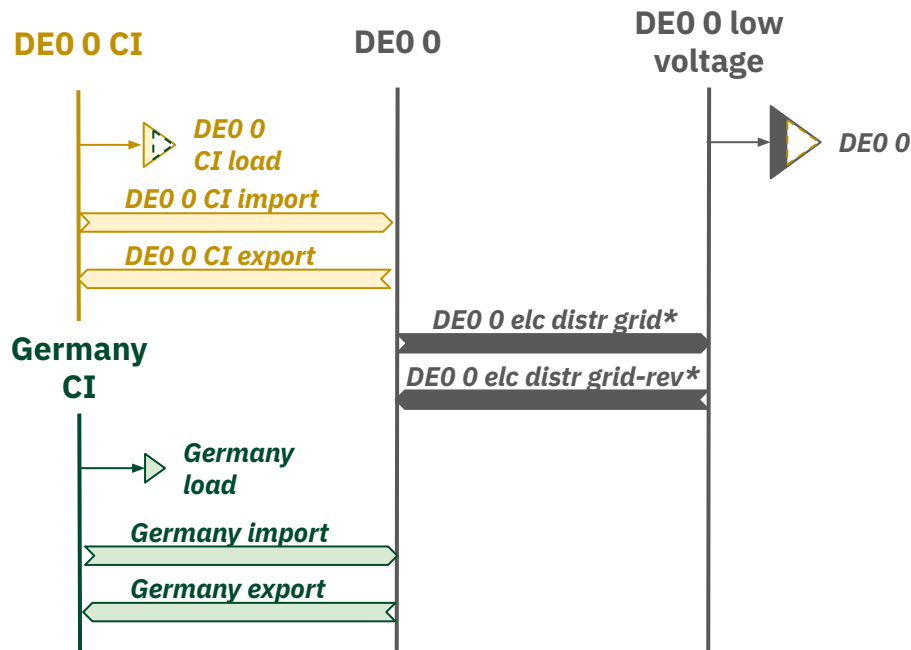 DE0 0 CI
DE0 0
DE0 0 low
voltage
DE0 0
CI load
DE0 0
DE0 0 CI import
DE0 0 CI export
DE0 0 elc distr grid*
Germany
CI
DE0 0 elc distr grid-rev*
Germany
load
Germany import
Germany export